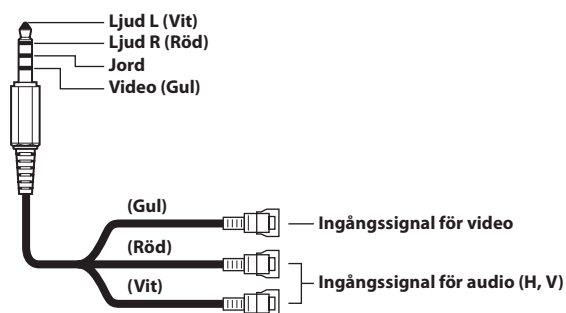 Ljud L (Vit)
Ljud R (Röd)
Jord
Video (Gul)
(Gul)
Ingångssignal för video
(Röd)
Ingångssignal för audio (H, V)
(Vit)